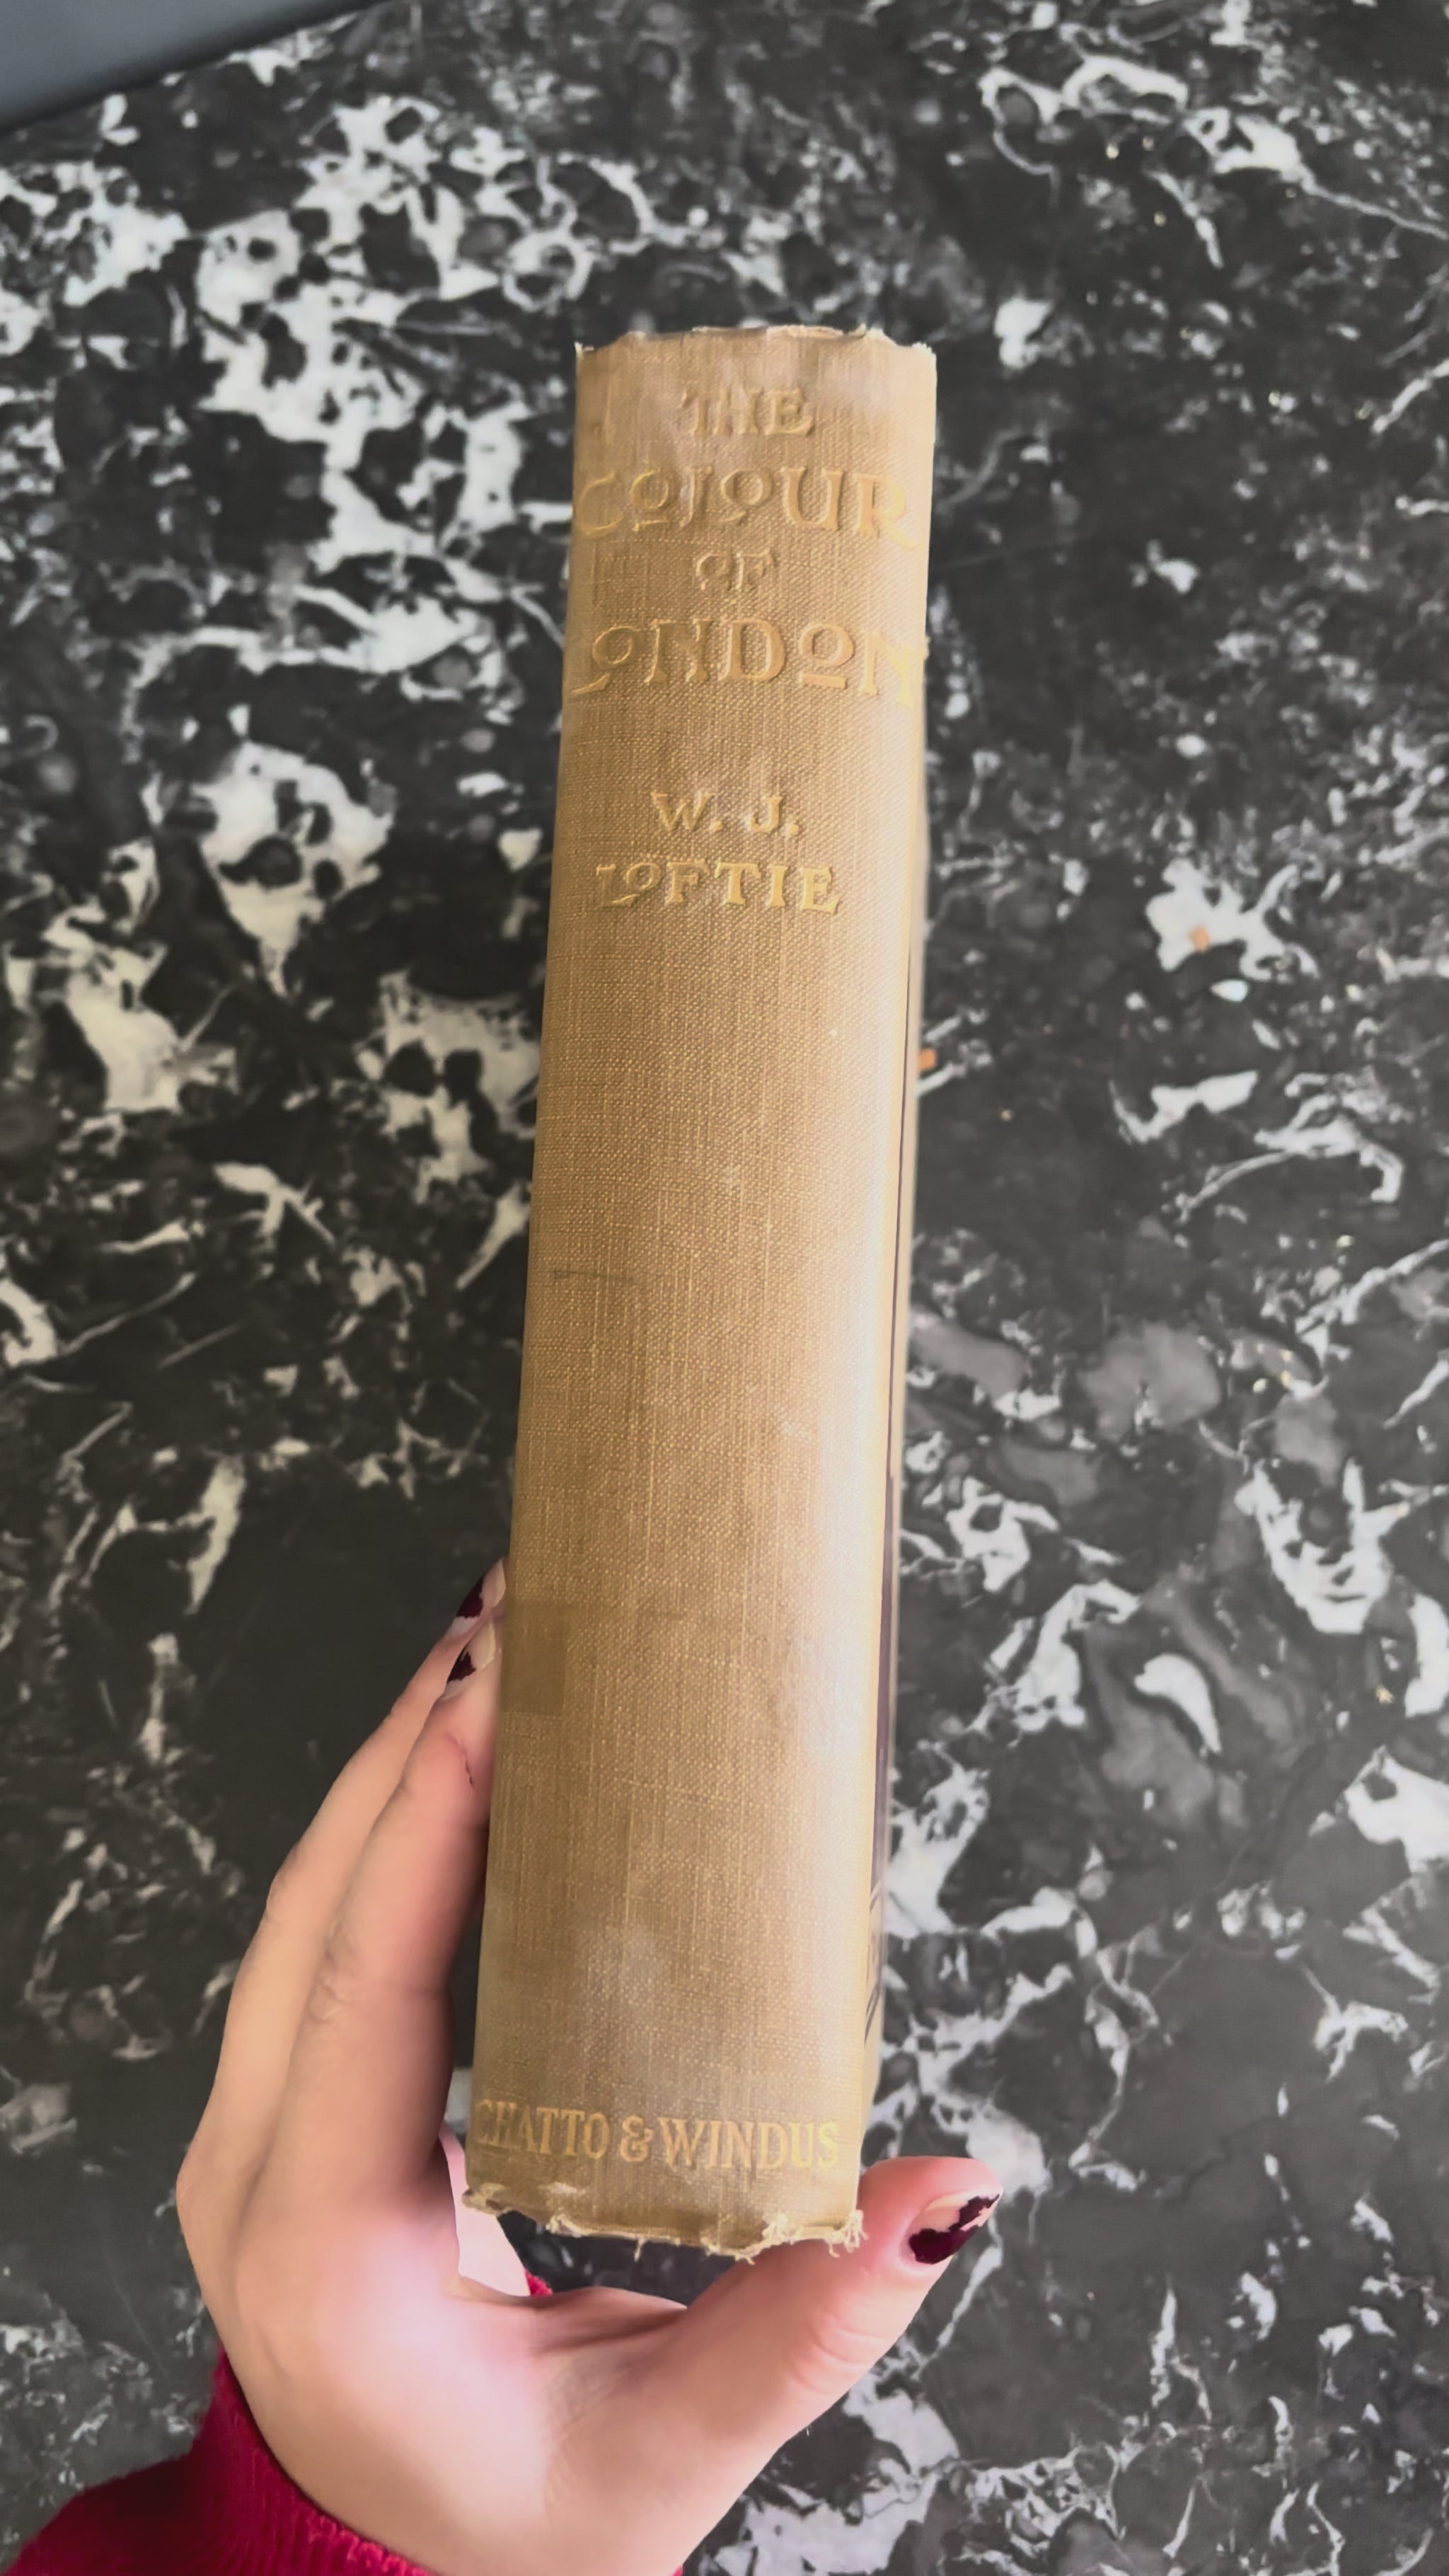 THE
COLOUR
OF
LONDON
W. J.
LOFTIE
CHATTO & WINDUS